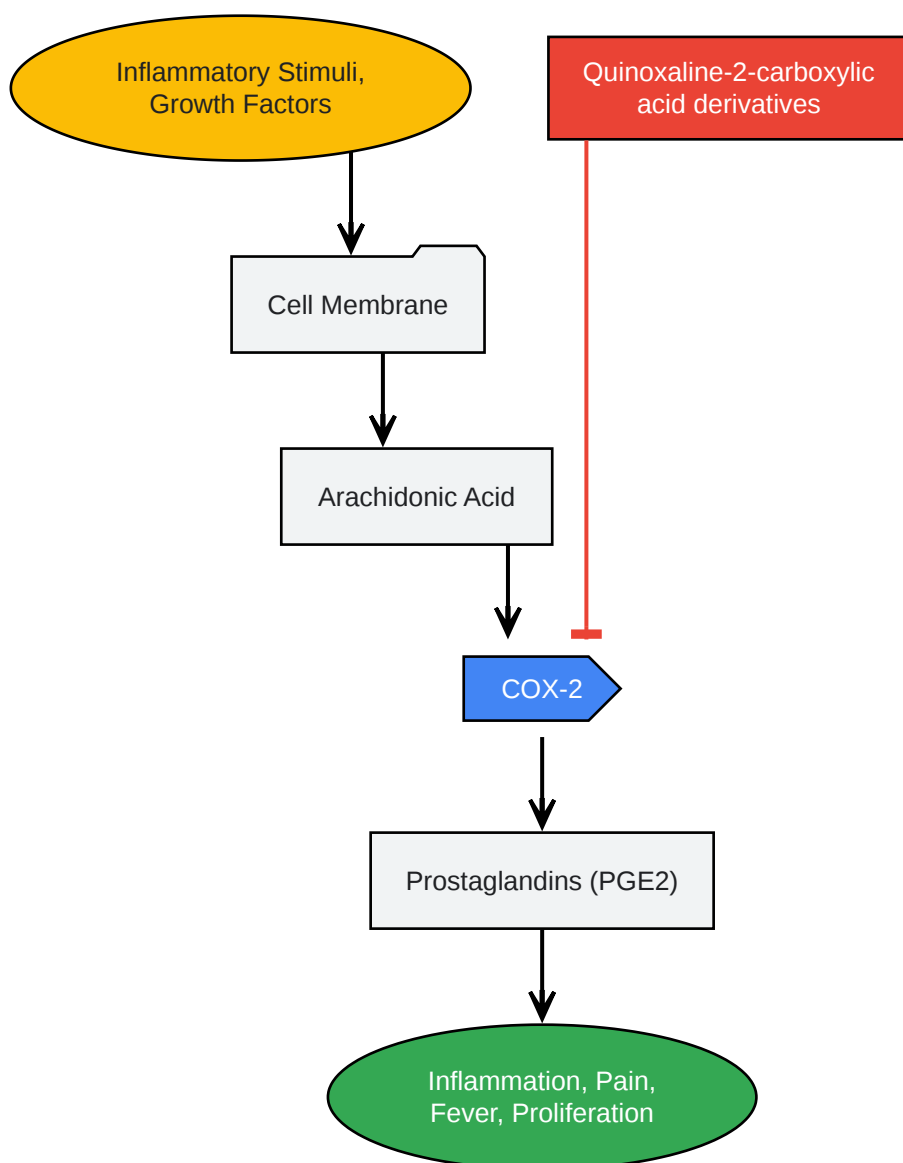 Inflammatory Stimuli,
Growth Factors
Quinoxaline-2-carboxylic
acid derivatives
Cell Membrane
Arachidonic Acid
COX-2
Prostaglandins (PGE2)
Inflammation, Pain,
Fever, Proliferation